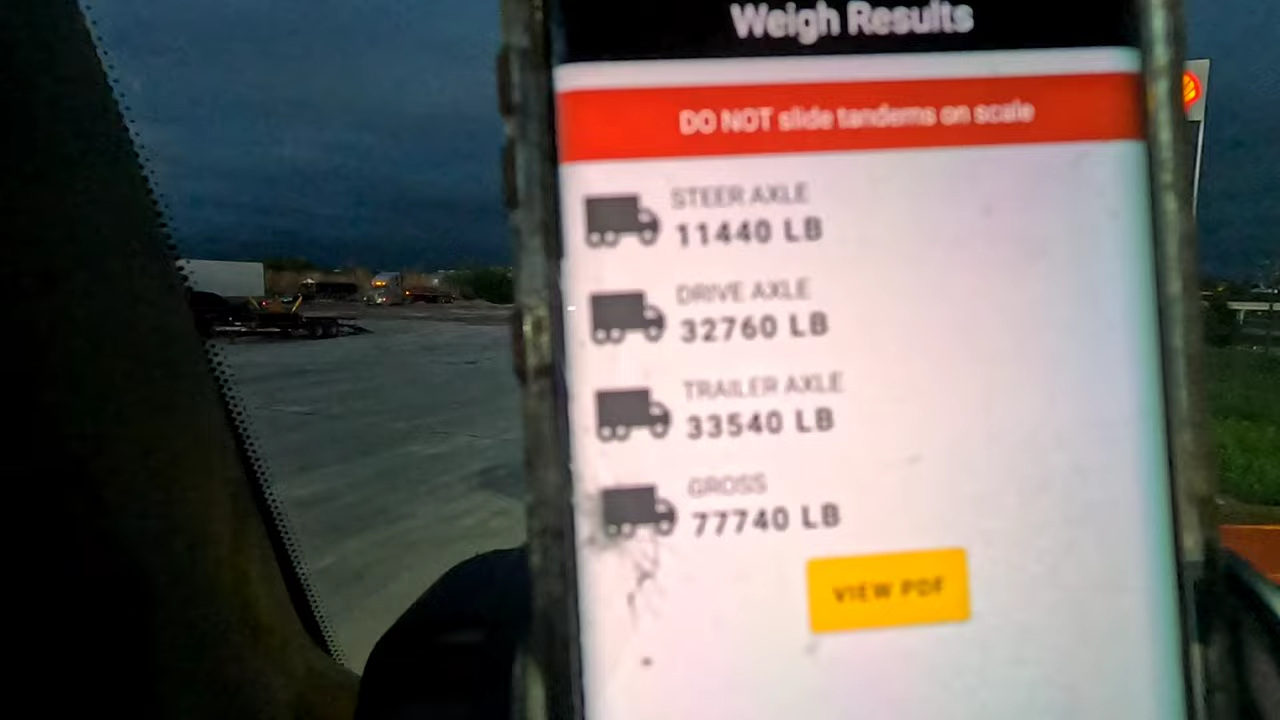 Weigh Results
DO NOT slide tandems on scale
STEER AXLE
11440 LB
DRIVE AXLE
32760 LB
TRAILER AXLE
33540 LB
GROSS
77740 LB
VIEW PDF